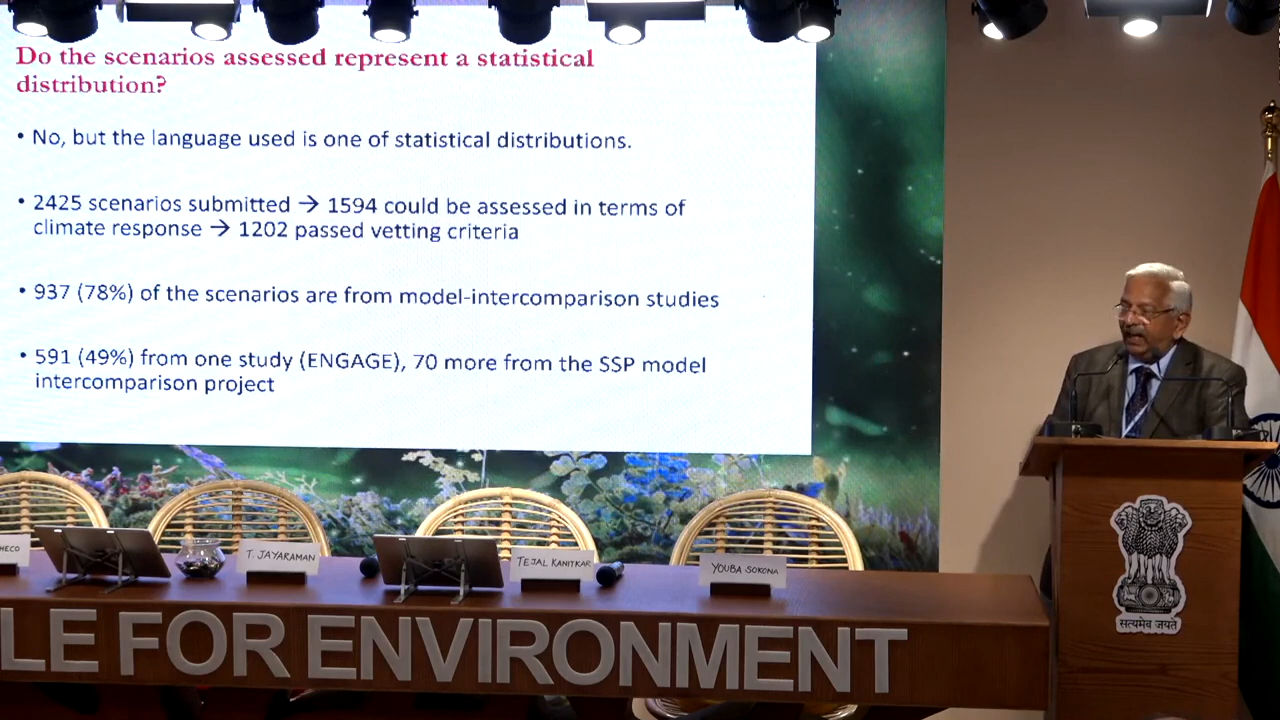 Do the scenarios assessed represent a statistical
distribution?
• No, but the language used is one of statistical distributions.
• 2425 scenarios submitted → 1594 could be assessed in terms of
climate response → 1202 passed vetting criteria
• 937 (78%) of the scenarios are from model-intercomparison studies
• 591 (49%) from one study (ENGAGE), 70 more from the SSP model
intercomparison project
HECO
T. JAYARAMAN
TEJAL KANITKAR
YOUBA SOKONA
LE FOR ENVIRONMENT
सत्यमेव जयते